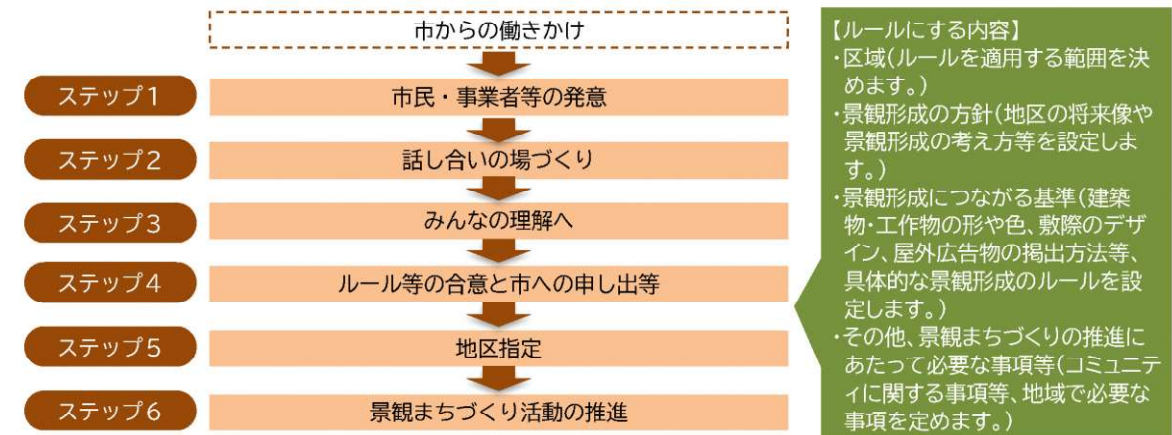 市からの働きかけ
ステップ1
市民・事業者等の発意
ステップ2
話し合いの場づくり
ステップ3
みんなの理解へ
ステップ4
ルール等の合意と市への申し出等
ステップ5
地区指定
ステップ6
景観まちづくり活動の推進
【ルールにする内容】
・区域(ルールを適用する範囲を決
めます。)
・景観形成の方針(地区の将来像や
景観形成の考え方等を設定しま
す。)
・景観形成につながる基準(建築
物・工作物の形や色、敷際のデザ
イン、屋外広告物の掲出方法等、
具体的な景観形成のルールを設
定します。)
・その他、景観まちづくりの推進に
あたって必要な事項等(コミュニテ
ィに関する事項等、地域で必要な
事項を定めます。)